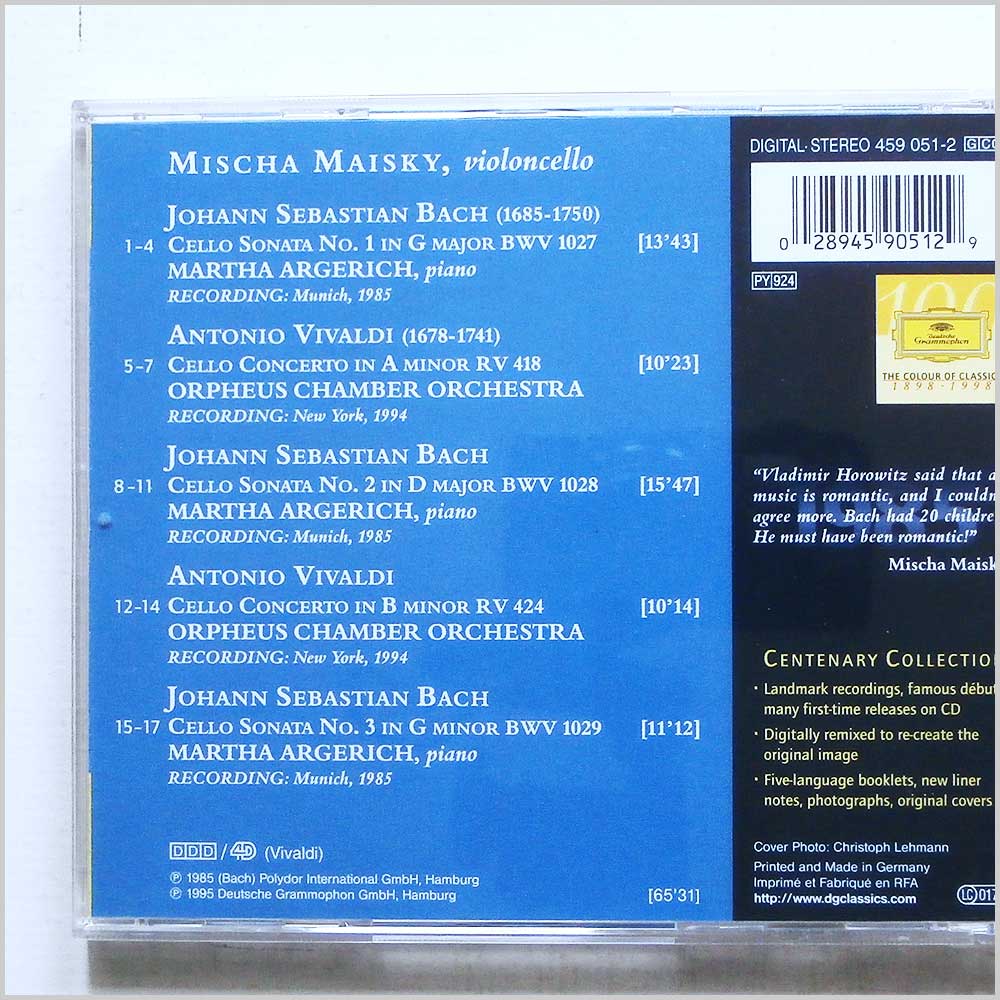 MISCHA MAISKY, violoncello
JOHANN SEBASTIAN BACH (1685-1750)
1-4 CELLO SONATA NO. 1 IN G MAJOR BWV 1027 [13'43]
MARTHA ARGERICH, piano
RECORDING: Munich, 1985
ANTONIO VIVALDI (1678-1741)
5-7 CELLO CONCERTO IN A MINOR RV 418 [10'23]
ORPHEUS CHAMBER ORCHESTRA
RECORDING: New York, 1994
JOHANN SEBASTIAN BACH
8-11 CELLO SONATA NO. 2 IN D MAJOR BWV 1028 [15'47]
MARTHA ARGERICH, piano
RECORDING: Munich, 1985
ANTONIO VIVALDI
12-14 CELLO CONCERTO IN B MINOR RV 424 [10'14]
ORPHEUS CHAMBER ORCHESTRA
RECORDING: New York, 1994
JOHANN SEBASTIAN BACH
15-17 CELLO SONATA NO. 3 IN G MINOR BWV 1029 [11'12]
MARTHA ARGERICH, piano
RECORDING: Munich, 1985
DDD / 4D (Vivaldi)
℗ 1985 (Bach) Polydor International GmbH, Hamburg
℗ 1995 Deutsche Grammophon GmbH, Hamburg [65'31]
DIGITAL·STEREO 459 051-2 GC
0 28945 90512 9
PY 924
100
Deutsche
Grammophon
THE COLOUR OF CLASSIC
1898-1998
"Vladimir Horowitz said that a
music is romantic, and I couldn
agree more. Bach had 20 childre
He must have been romantic!"
Mischa Maisk
CENTENARY COLLECTIO
· Landmark recordings, famous début
many first-time releases on CD
· Digitally remixed to re-create the
original image
· Five-language booklets, new liner
notes, photographs, original covers
Cover Photo: Christoph Lehmann
Printed and Made in Germany
Imprimé et Fabriqué en RFA
http://www.dgclassics.com LC 017